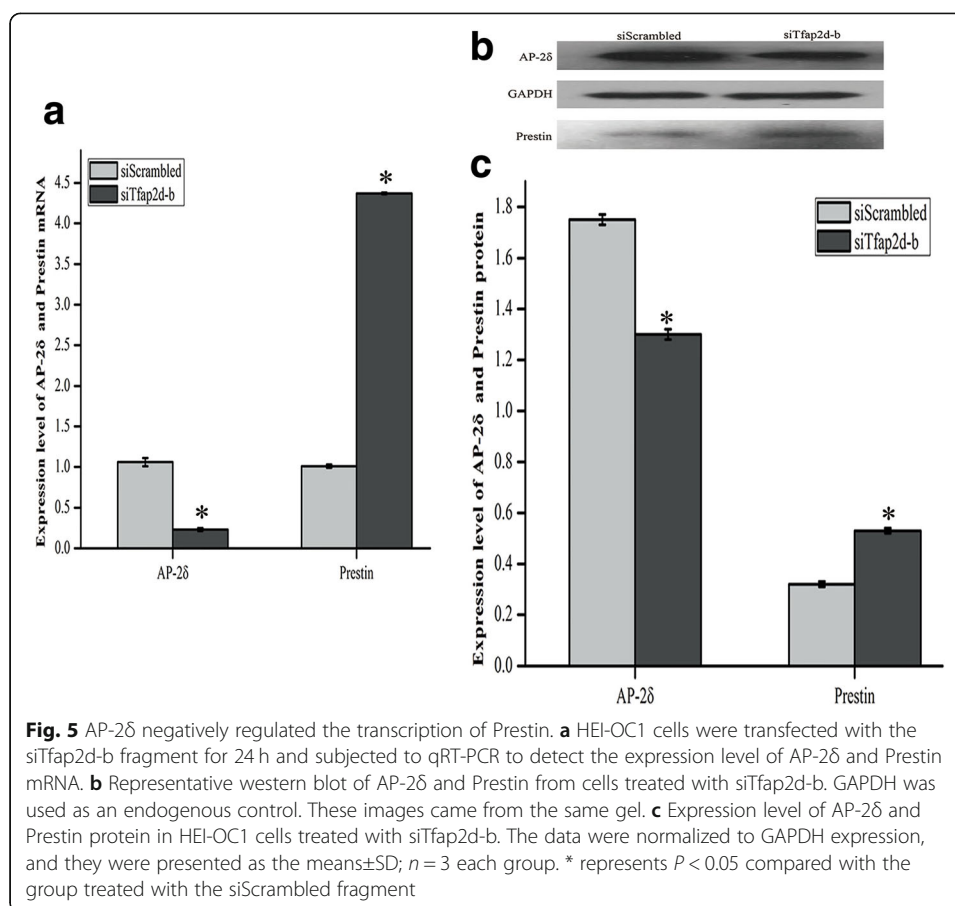 a
siScrambled
siTfap2d-b
Expression level of AP-2δ and Prestin mRNA
4.5
4.0
3.5
3.0
2.5
2.0
1.5
1.0
0.5
0.0
*
*
AP-2δ
Prestin
b
siScrambled siTfap2d-b
AP-2δ
GAPDH
Prestin
c
siScrambled
siTfap2d-b
Expression level of AP-2δ and Prestin protein
1.8
1.6
1.4
1.2
1.0
0.8
0.6
0.4
0.2
0.0
*
*
AP-2δ
Prestin
Fig. 5 AP-2δ negatively regulated the transcription of Prestin. a HEI-OC1 cells were transfected with the
siTfap2d-b fragment for 24 h and subjected to qRT-PCR to detect the expression level of AP-2δ and Prestin
mRNA. b Representative western blot of AP-2δ and Prestin from cells treated with siTfap2d-b. GAPDH was
used as an endogenous control. These images came from the same gel. c Expression level of AP-2δ and
Prestin protein in HEI-OC1 cells treated with siTfap2d-b. The data were normalized to GAPDH expression,
and they were presented as the means±SD; n = 3 each group. * represents P < 0.05 compared with the
group treated with the siScrambled fragment